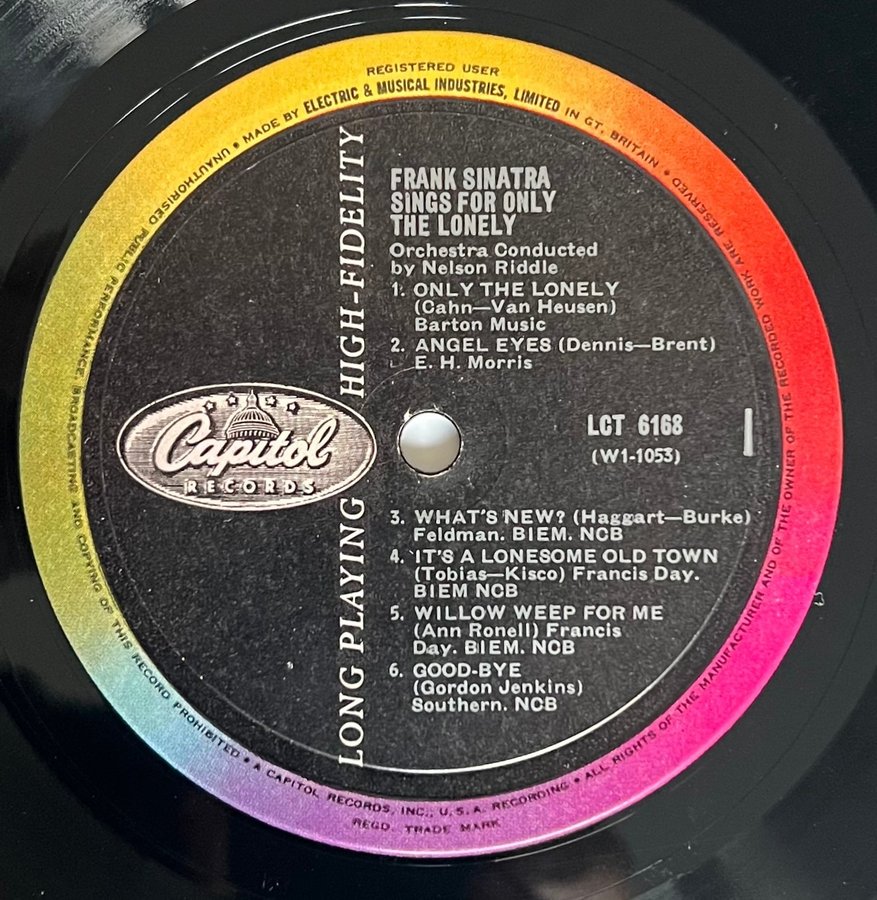 REGISTERED USER
MADE BY ELECTRIC & MUSICAL INDUSTRIES, LIMITED IN GT. BRITAIN • ALL RIGHTS OF THE MANUFACTURER AND OF THE OWNER OF THE RECORDED WORK ARE RESERVED • UNAUTHORISED PUBLIC PERFORMANCE, BROADCASTING AND COPYING OF THIS RECORD PROHIBITED •
A CAPITOL RECORDS, INC., U.S.A. RECORDING •
REGD. TRADE MARK
LONG PLAYING HIGH-FIDELITY
FRANK SINATRA
SINGS FOR ONLY
THE LONELY
Orchestra Conducted
by Nelson Riddle
1. ONLY THE LONELY
(Cahn—Van Heusen)
Barton Music
2. ANGEL EYES (Dennis—Brent)
E. H. Morris
Capitol
RECORDS
LCT 6168
1
(W1-1053)
3. WHAT'S NEW? (Haggart—Burke)
Feldman. BIEM. NCB
4. IT'S A LONESOME OLD TOWN
(Tobias—Kisco) Francis Day.
BIEM NCB
5. WILLOW WEEP FOR ME
(Ann Ronell) Francis
Day. BIEM. NCB
6. GOOD-BYE
(Gordon Jenkins)
Southern. NCB